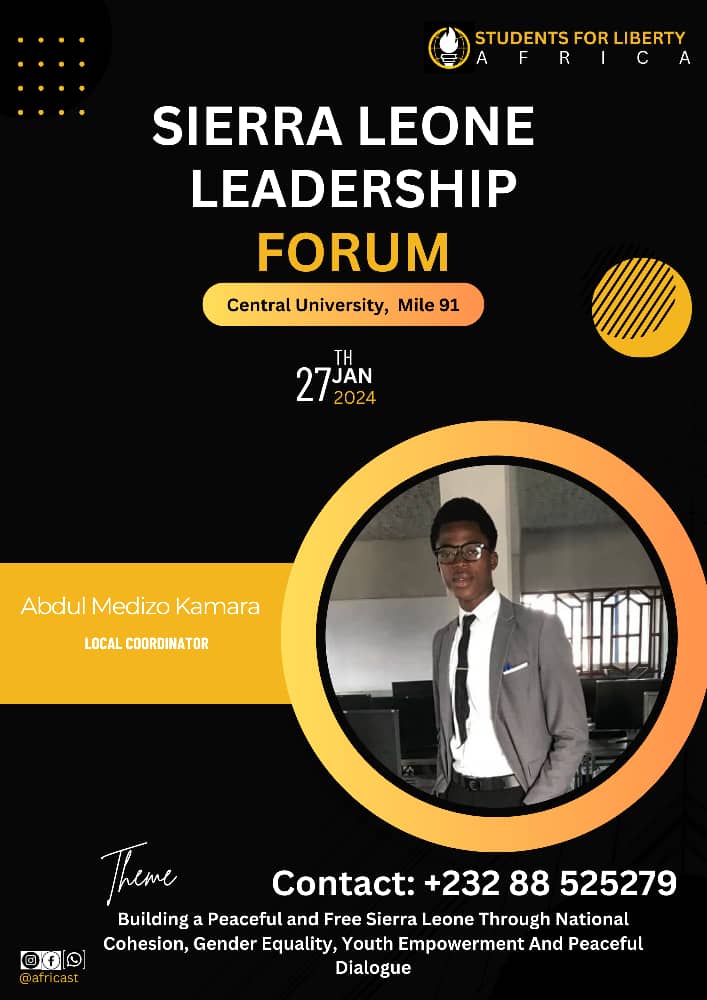 STUDENTS FOR LIBERTY
AFRICA
SIERRA LEONE
LEADERSHIP
FORUM
Central University, Mile 91
27TH
JAN
2024
Abdul Medizo Kamara
LOCAL COORDINATOR
Theme
Contact: +232 88 525279
Building a Peaceful and Free Sierra Leone Through National
Cohesion, Gender Equality, Youth Empowerment And Peaceful
Dialogue
@africast